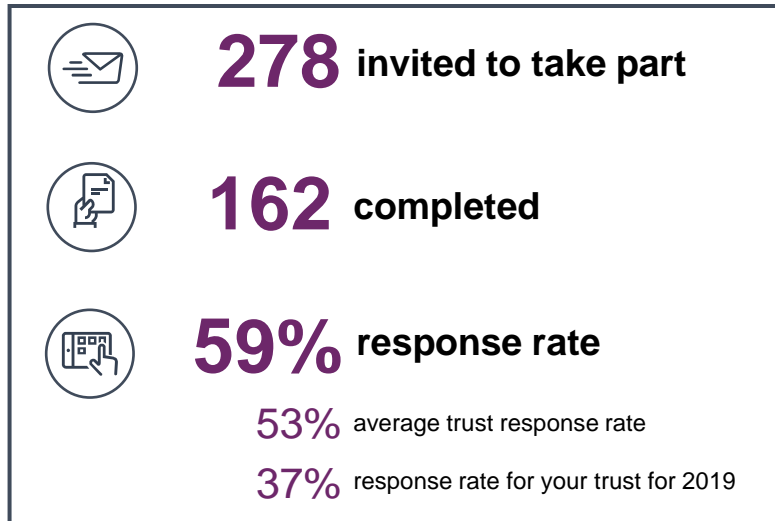 278 invited to take part
162 completed
59% response rate
53% average trust response rate
37% response rate for your trust for 2019